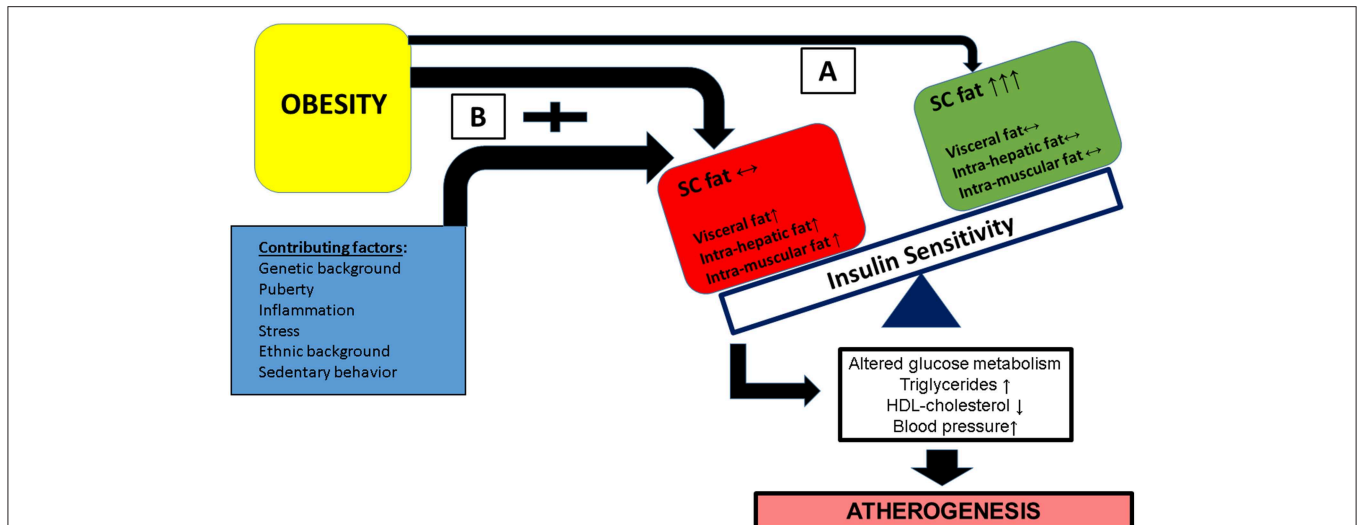 OBESITY
A
B
SC fat ↑↑↑
Visceral fat↔
Intra-hepatic fat↔
Intra-muscular fat ↔
SC fat ↔
Visceral fat↑
Intra-hepatic fat↑
Intra-muscular fat ↑
Insulin Sensitivity
Contributing factors:
Genetic background
Puberty
Inflammation
Stress
Ethnic background
Sedentary behavior
Altered glucose metabolism
Triglycerides ↑
HDL-cholesterol ↓
Blood pressure↑
ATHEROGENESIS